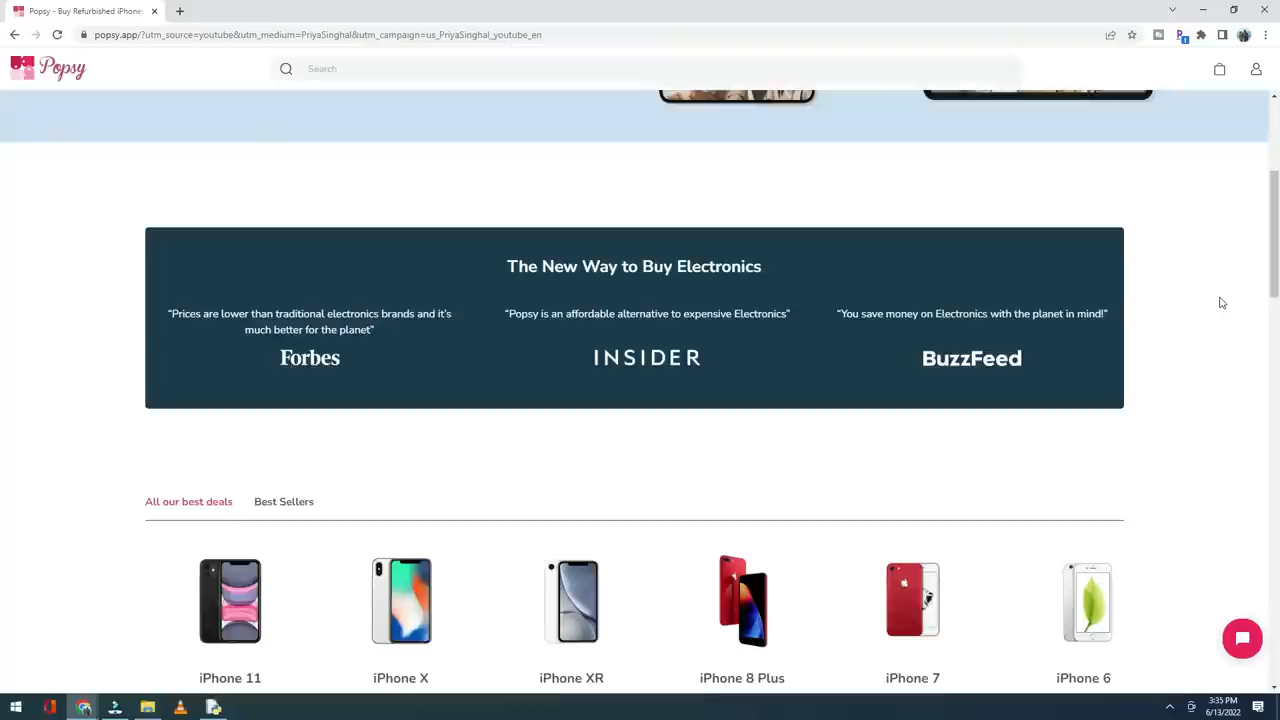 Popsy - Buy Refurbished iPhone
popsy.app/?utm_source=youtube&utm_medium=PriyaSinghal&utm_campaign=us_PriyaSinghal_youtube_en
Popsy
Search
The New Way to Buy Electronics
“Prices are lower than traditional electronics brands and it's
much better for the planet”
Forbes
“Popsy is an affordable alternative to expensive Electronics”
INSIDER
“You save money on Electronics with the planet in mind!”
BuzzFeed
All our best deals
Best Sellers
iPhone 11
iPhone X
iPhone XR
iPhone 8 Plus
iPhone 7
iPhone 6
3:35 PM
6/13/2022